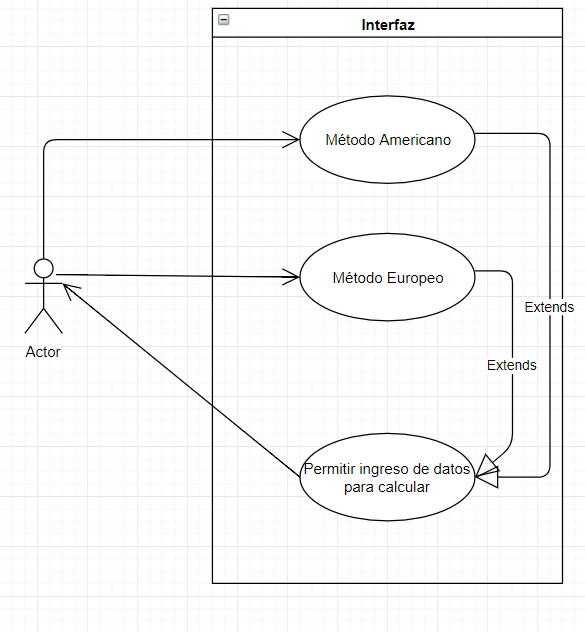 Interfaz
Método Americano
Método Europeo
Extends
Actor
Extends
Permitir ingreso de datos
para calcular